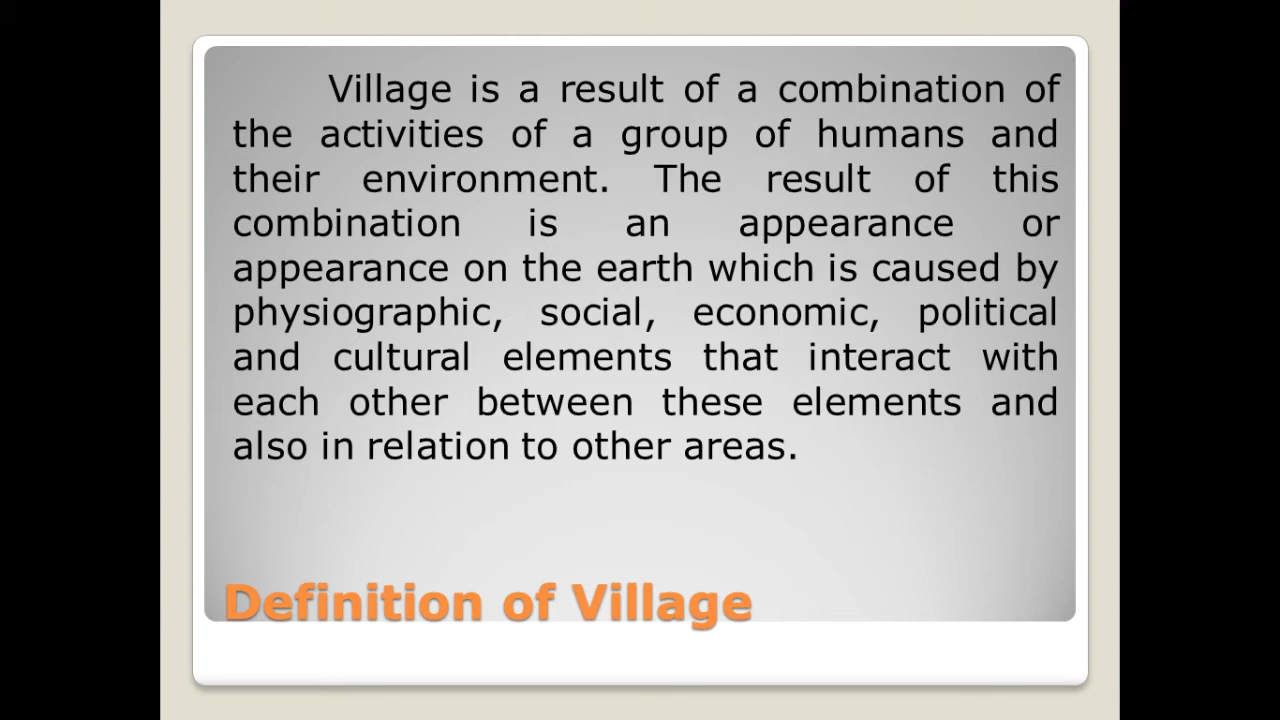 Village is a result of a combination of
the activities of a group of humans and
their environment. The result of this
combination is an appearance or
appearance on the earth which is caused by
physiographic, social, economic, political
and cultural elements that interact with
each other between these elements and
also in relation to other areas.
Definition of Village